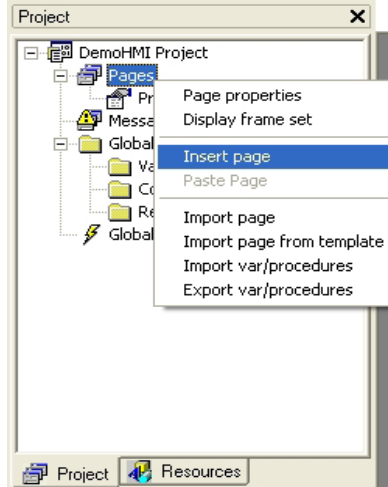 Project
DemoHMI Project
Pages
Pr
Page properties
Messa
Display frame set
Global
Insert page
Va
Paste Page
Co
Re
Import page
Global
Import page from template
Import var/procedures
Export var/procedures
Project
Resources